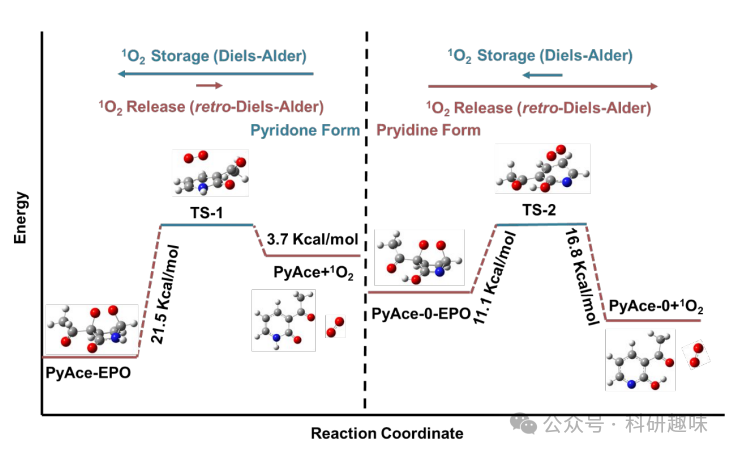 ¹O₂ Storage (Diels-Alder)
¹O₂ Release (retro-Diels-Alder)
Pyridone Form
¹O₂ Storage (Diels-Alder)
¹O₂ Release (retro-Diels-Alder)
Pryidine Form
Energy
TS-1
21.5 Kcal/mol
3.7 Kcal/mol
PyAce+¹O₂
PyAce-EPO
TS-2
11.1 Kcal/mol
16.8 Kcal/mol
PyAce-0-EPO
PyAce-0+¹O₂
Reaction Coordinate
公众号 · 科研趣味